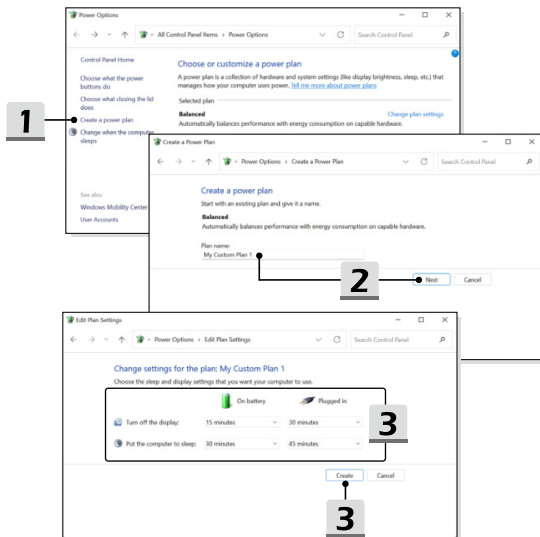 Power Options
All Control Panel Items > Power Options
Search Control Panel
Control Panel Home
Choose what the power
buttons do
Choose what closing the lid
does
Create a power plan
Change when the computer
sleeps
See also
Windows Mobility Center
User Accounts
Choose or customize a power plan
A power plan is a collection of hardware and system settings (like display brightness, sleep, etc.) that
manages how your computer uses power. Tell me more about power plans.
Selected plan
Balanced
Change plan settings
Automatically balances performance with energy consumption on capable hardware.
1
Create a Power Plan
Power Options > Create a Power Plan
Search Control Panel
Create a power plan
Start with an existing plan and give it a name.
Balanced
Automatically balances performance with energy consumption on capable hardware.
Plan name:
My Custom Plan 1
2
Next
Cancel
Edit Plan Settings
Power Options > Edit Plan Settings
Search Control Panel
Change settings for the plan: My Custom Plan 1
Choose the sleep and display settings that you want your computer to use.
On battery
Plugged in
Turn off the display:
15 minutes
30 minutes
Put the computer to sleep:
30 minutes
45 minutes
3
Create
Cancel
3